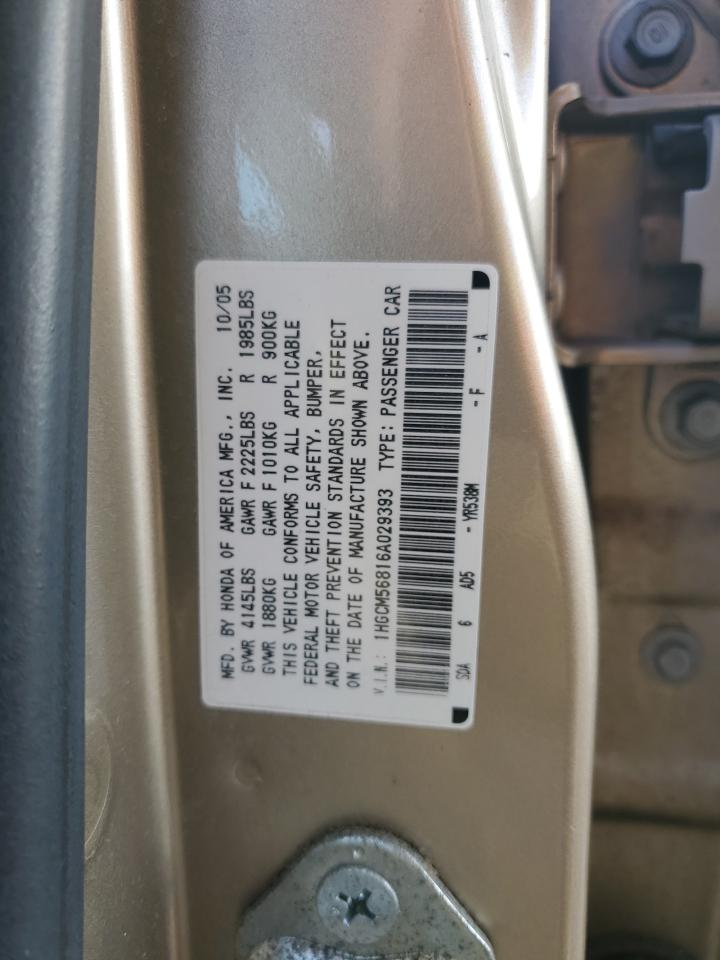 MFD. BY HONDA OF AMERICA MFG., INC. 10/05
GVWR 4145LBS GAWR F 2225LBS R 1985LBS
GVWR 1880KG GAWR F 1010KG R 900KG
THIS VEHICLE CONFORMS TO ALL APPLICABLE
FEDERAL MOTOR VEHICLE SAFETY, BUMPER,
AND THEFT PREVENTION STANDARDS IN EFFECT
ON THE DATE OF MANUFACTURE SHOWN ABOVE.
V.I.N.: 1HGCM56816A029393 TYPE: PASSENGER CAR
SDA 6 AD5 - YR538M - F - A